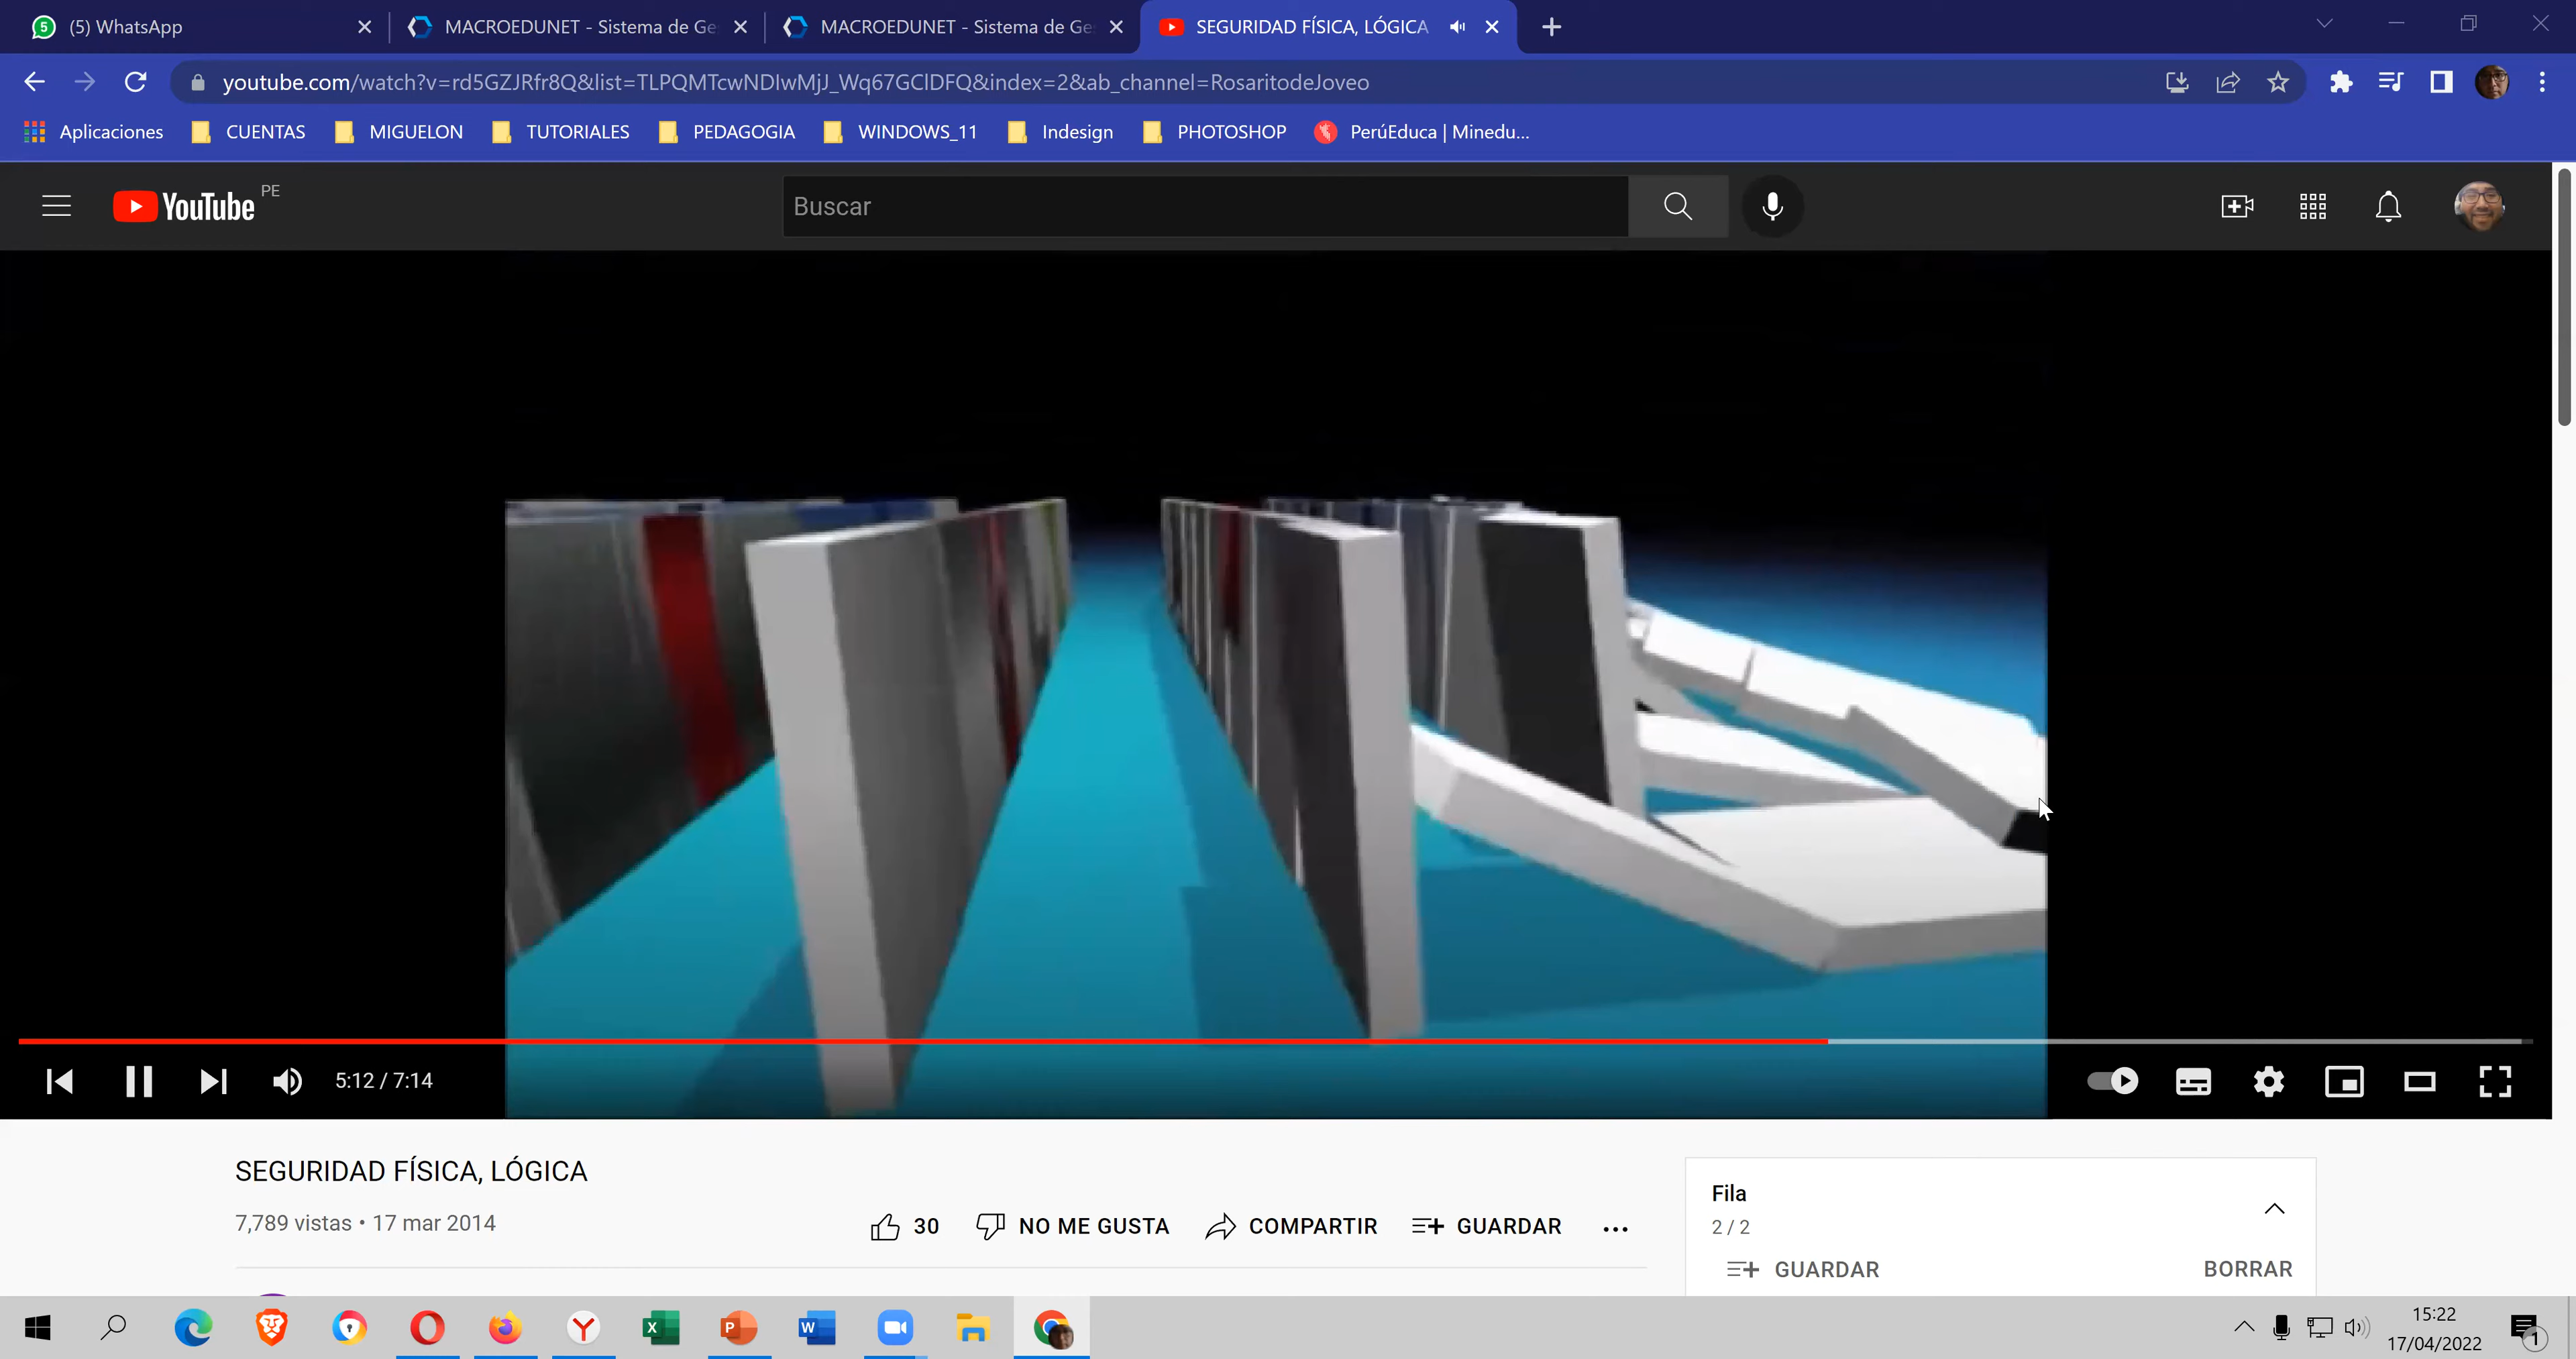 (5) WhatsApp
MACROEDUNET - Sistema de Ge
MACROEDUNET - Sistema de Ge
SEGURIDAD FÍSICA, LÓGICA
youtube.com/watch?v=rd5GZJRfr8Q&list=TLPQMTcwNDIwMjJ_Wq67GClDFQ&index=2&ab_channel=RosaritodeJoveo
Aplicaciones CUENTAS MIGUELON TUTORIALES PEDAGOGIA WINDOWS_11 Indesign PHOTOSHOP PerúEduca | Minedu...
YouTube PE
Buscar
5:12 / 7:14
SEGURIDAD FÍSICA, LÓGICA
7,789 vistas • 17 mar 2014
30 NO ME GUSTA COMPARTIR GUARDAR
Fila
2 / 2
GUARDAR BORRAR
15:22
17/04/2022
1